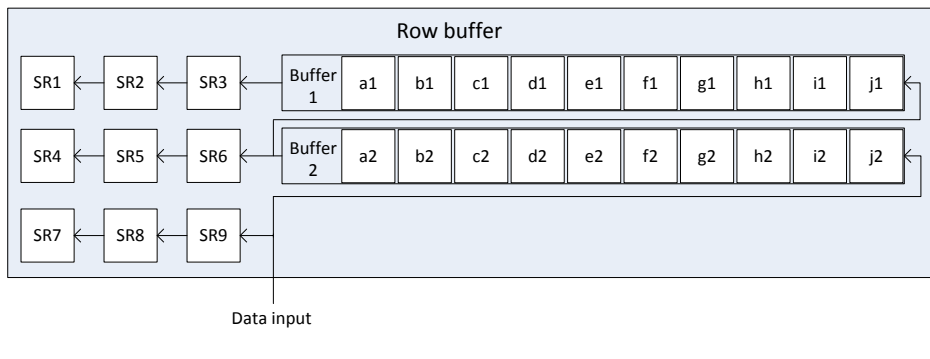 Row buffer
SR1 SR2 SR3 Buffer 1 a1 b1 c1 d1 e1 f1 g1 h1 i1 j1
SR4 SR5 SR6 Buffer 2 a2 b2 c2 d2 e2 f2 g2 h2 i2 j2
SR7 SR8 SR9
Data input